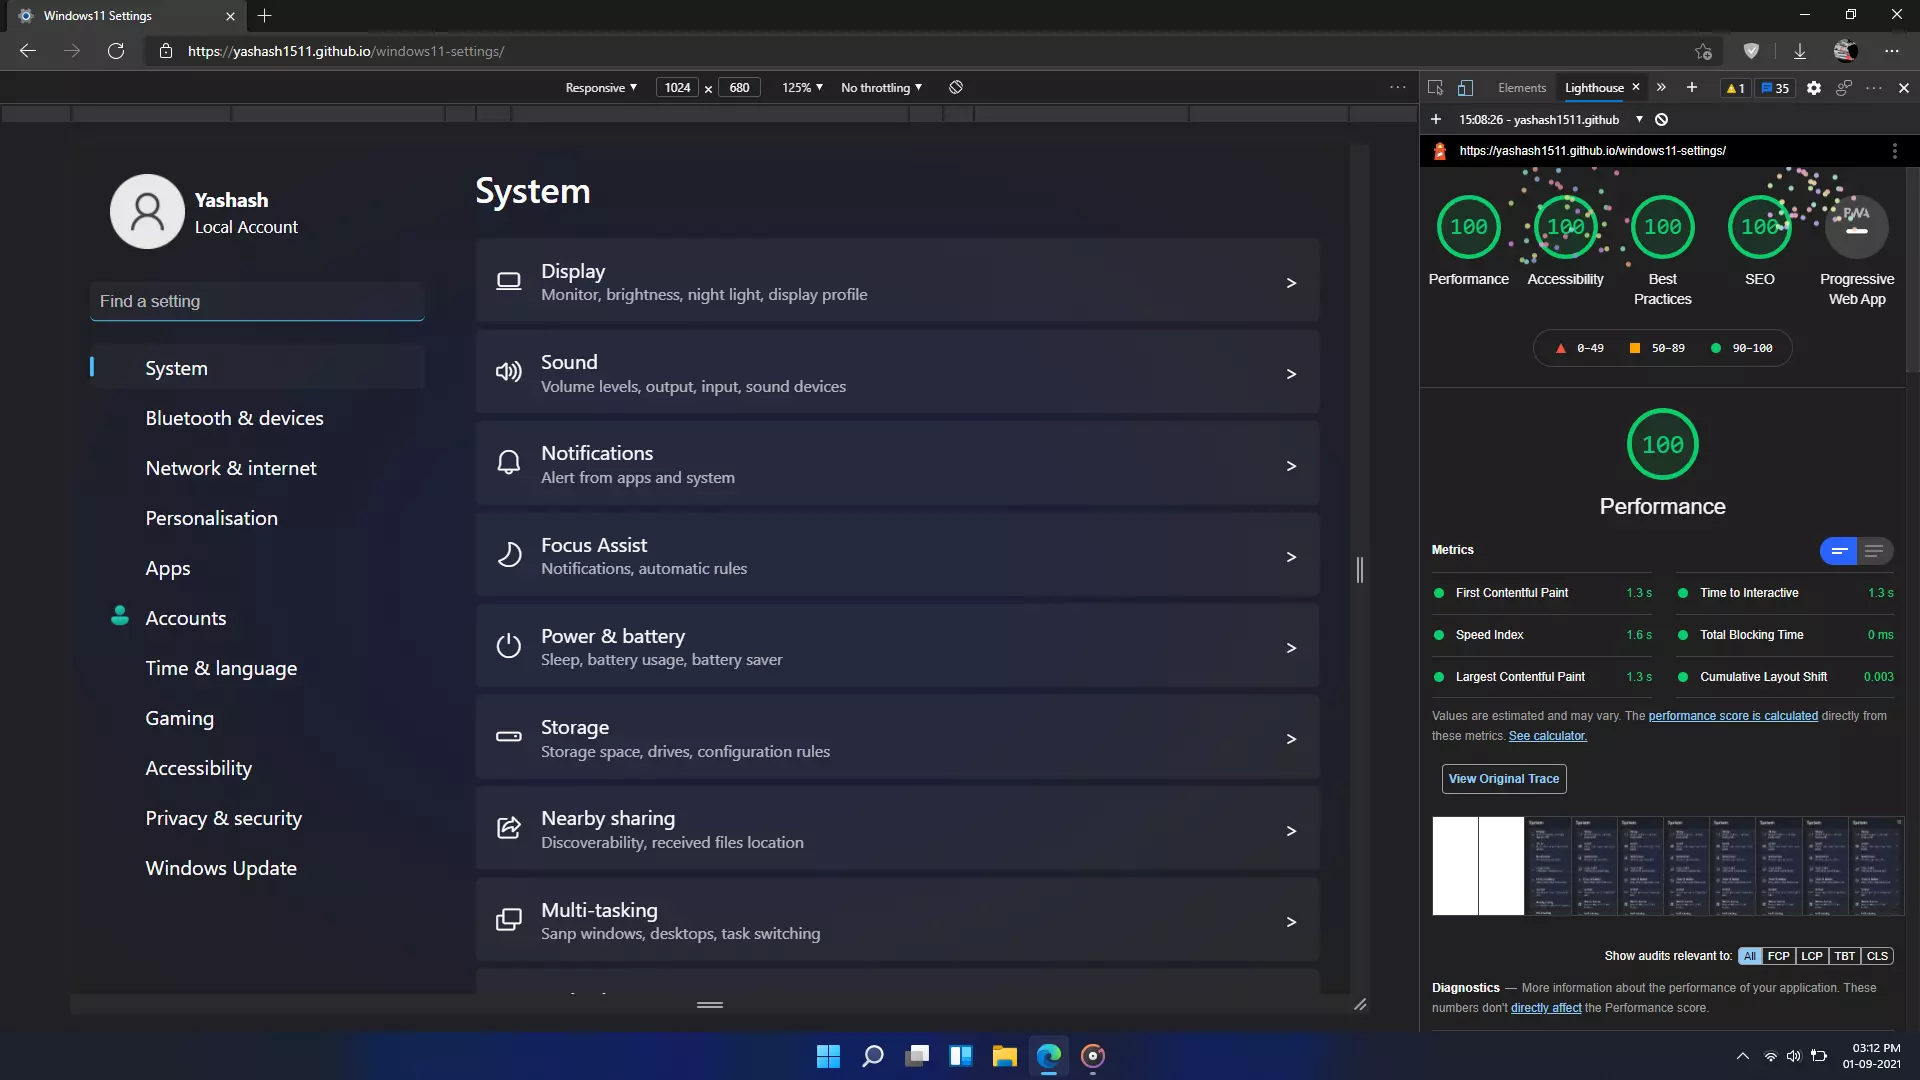 Windows11 Settings
https://yashash1511.github.io/windows11-settings/
Responsive
1024 × 680
125%
No throttling
Elements
Lighthouse
1
35
15:08:26 - yashash1511.github
https://yashash1511.github.io/windows11-settings/
Yashash
Local Account
Find a setting
System
Bluetooth & devices
Network & internet
Personalisation
Apps
Accounts
Time & language
Gaming
Accessibility
Privacy & security
Windows Update
System
Display
Monitor, brightness, night light, display profile
Sound
Volume levels, output, input, sound devices
Notifications
Alert from apps and system
Focus Assist
Notifications, automatic rules
Power & battery
Sleep, battery usage, battery saver
Storage
Storage space, drives, configuration rules
Nearby sharing
Discoverability, received files location
Multi-tasking
Sanp windows, desktops, task switching
100
Performance
100
Accessibility
100
Best
Practices
100
SEO
PWA
Progressive
Web App
0–49
50–89
90–100
100
Performance
Metrics
First Contentful Paint 1.3 s
Time to Interactive 1.3 s
Speed Index 1.6 s
Total Blocking Time 0 ms
Largest Contentful Paint 1.3 s
Cumulative Layout Shift 0.003
Values are estimated and may vary. The performance score is calculated directly from
these metrics. See calculator.
View Original Trace
Show audits relevant to: All FCP LCP TBT CLS
Diagnostics — More information about the performance of your application. These
numbers don't directly affect the Performance score.
03:12 PM
01-09-2021